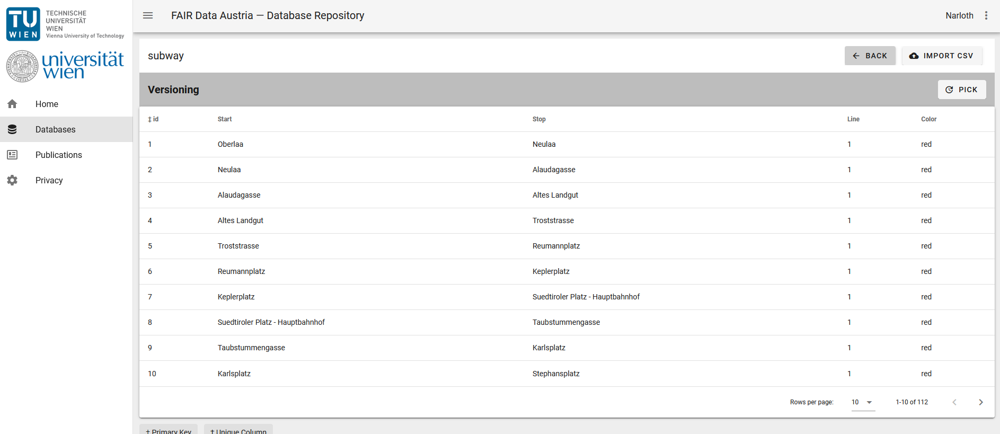 TU
WIEN
TECHNISCHE
UNIVERSITÄT
WIEN
Vienna University of Technology
universität
wien
Home
Databases
Publications
Privacy
FAIR Data Austria — Database Repository
Narloth
subway
BACK
IMPORT CSV
Versioning
PICK
‡ id Start Stop Line Color
1 Oberlaa Neulaa 1 red
2 Neulaa Alaudagasse 1 red
3 Alaudagasse Altes Landgut 1 red
4 Altes Landgut Troststrasse 1 red
5 Troststrasse Reumannplatz 1 red
6 Reumannplatz Keplerplatz 1 red
7 Keplerplatz Suedtiroler Platz - Hauptbahnhof 1 red
8 Suedtiroler Platz - Hauptbahnhof Taubstummengasse 1 red
9 Taubstummengasse Karlsplatz 1 red
10 Karlsplatz Stephansplatz 1 red
Rows per page: 10 1-10 of 112
‡ Primary Key † Unique Column